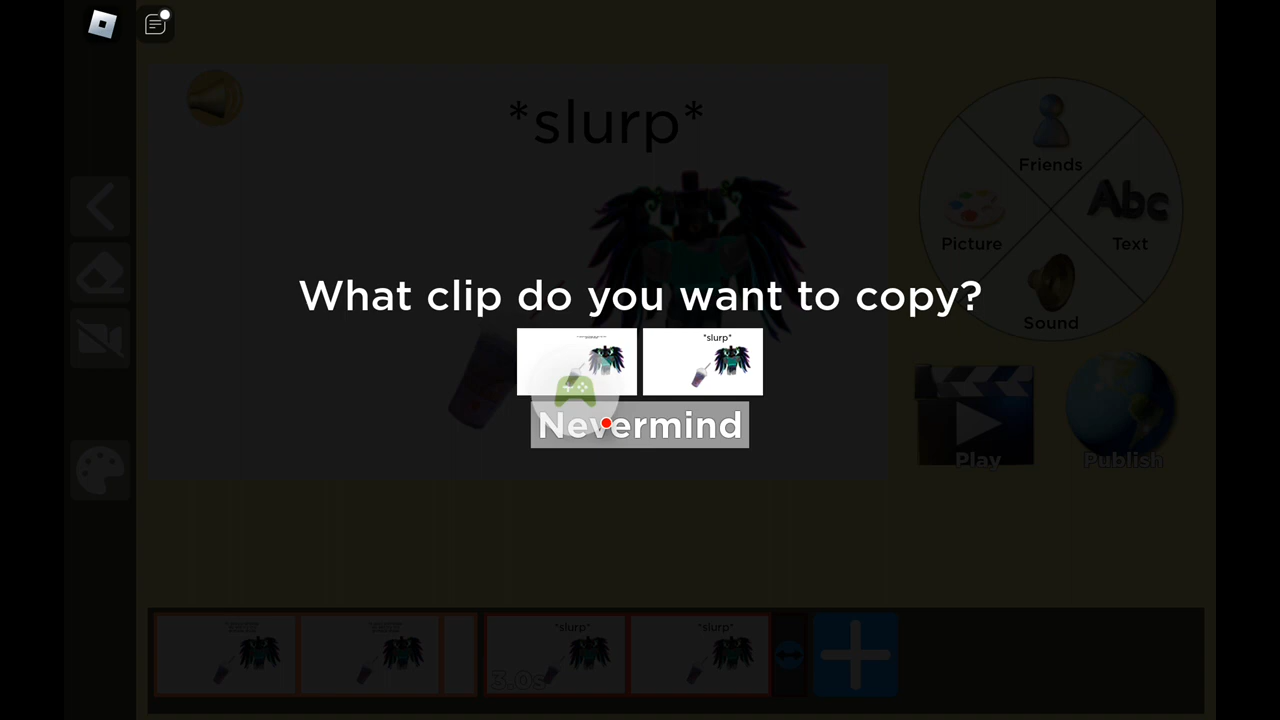 *slurp*
Friends
Abc
Picture
Text
Sound
What clip do you want to copy?
*slurp*
Nevermind
Play
Publish
*slurp*
*slurp*
3.0s